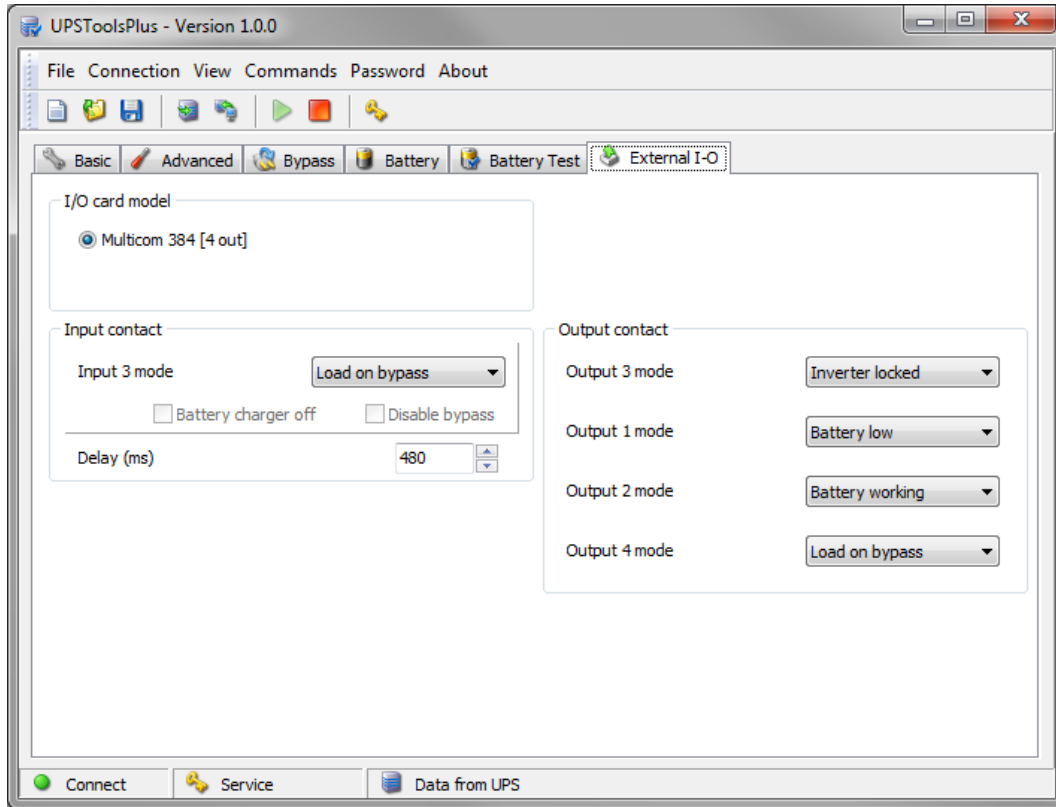 UPSToolsPlus - Version 1.0.0
File Connection View Commands Password About
Basic Advanced Bypass Battery Battery Test External I-O
I/O card model
Multicom 384 [4 out]
Input contact
Input 3 mode Load on bypass
Battery charger off Disable bypass
Delay (ms) 480
Output contact
Output 3 mode Inverter locked
Output 1 mode Battery low
Output 2 mode Battery working
Output 4 mode Load on bypass
Connect Service Data from UPS